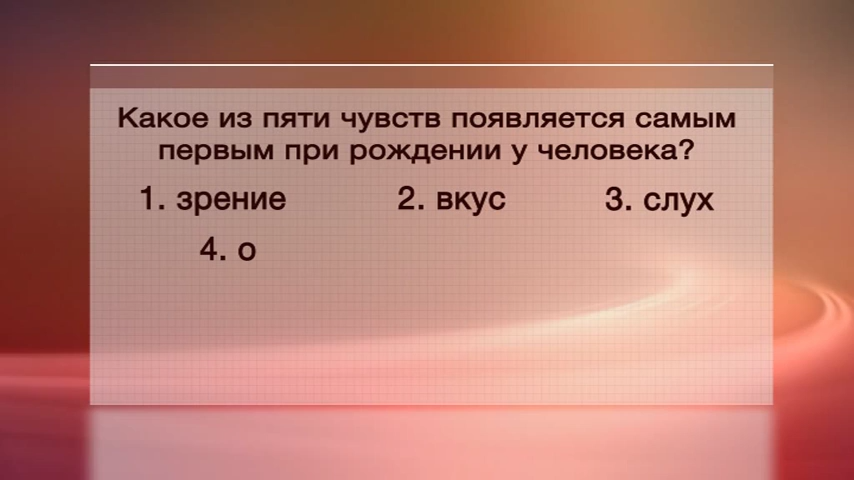 Какое из пяти чувств появляется самым
первым при рождении у человека?
1. зрение 2. вкус 3. слух
4. о